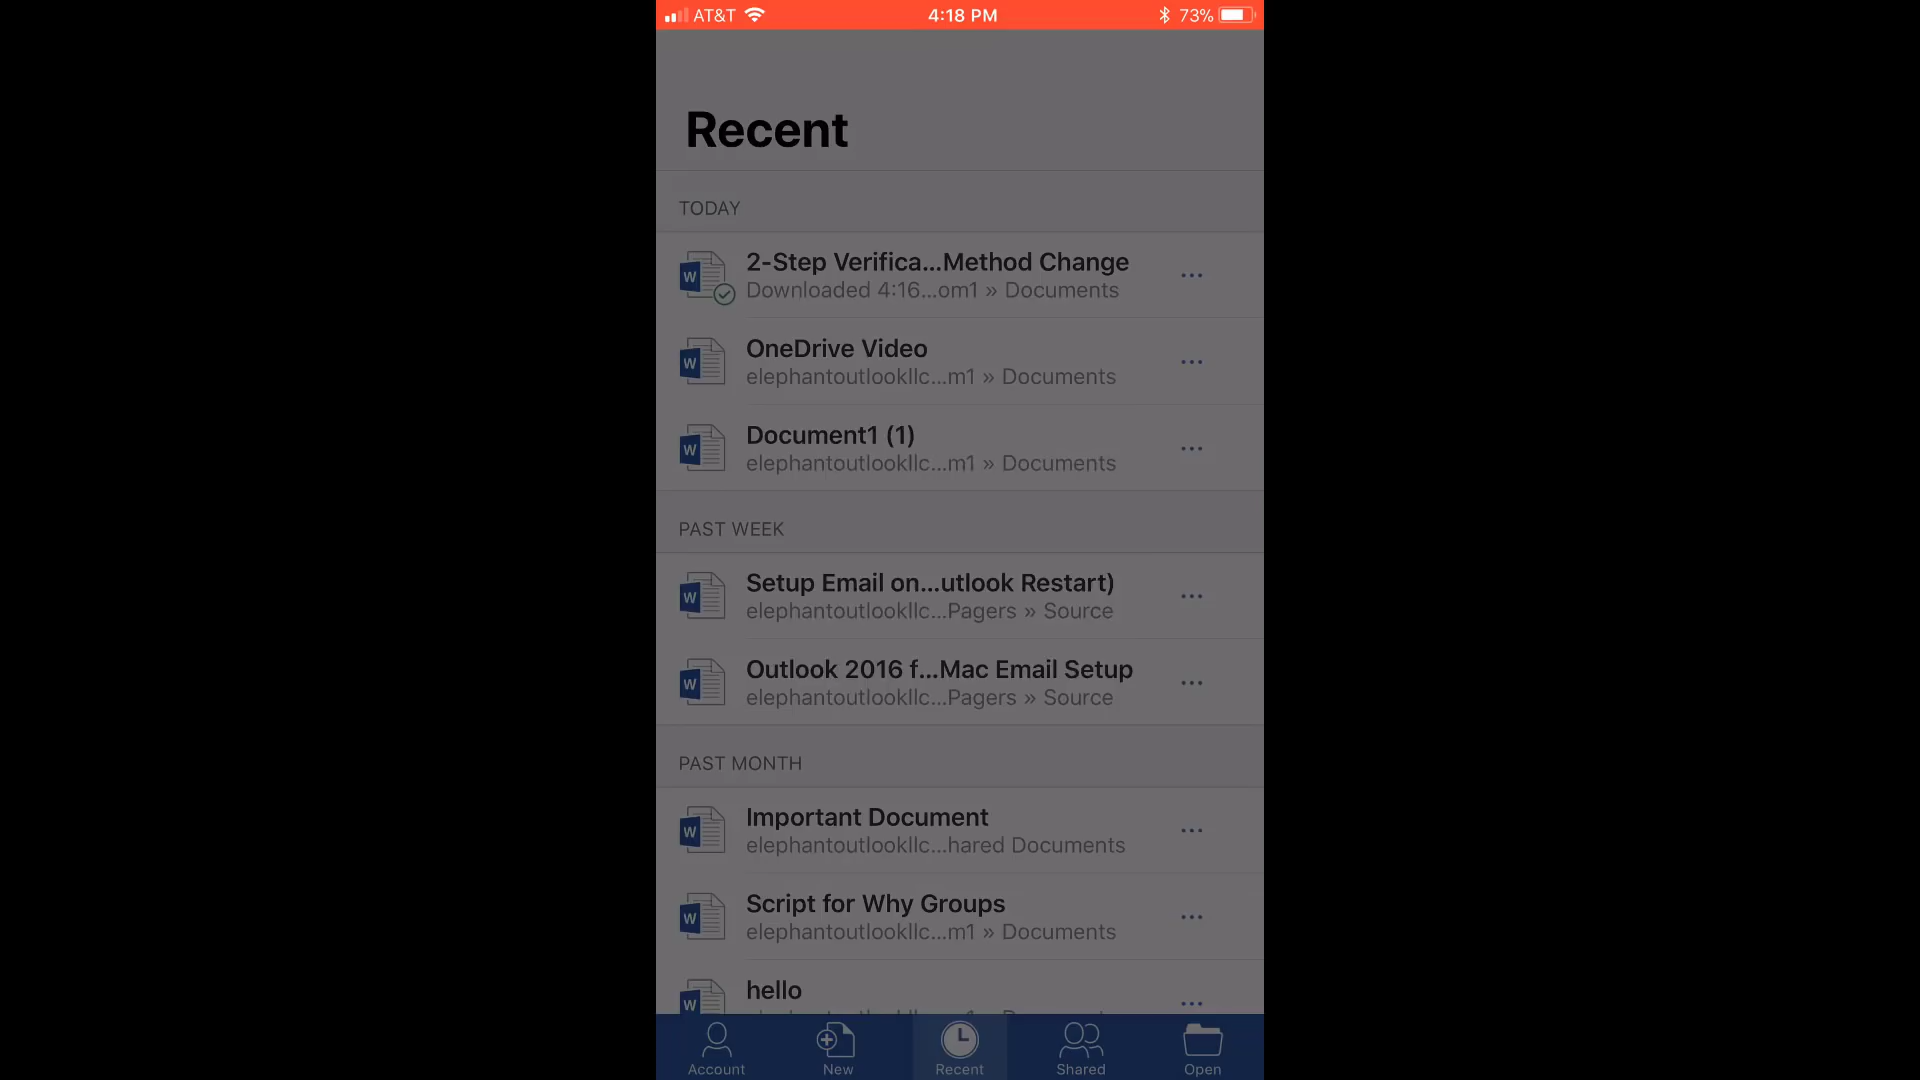 AT&T 4:18 PM 73%
Recent
TODAY
2-Step Verifica...Method Change
Downloaded 4:16...om1 » Documents
OneDrive Video
elephantoutlookllc...m1 » Documents
Document1 (1)
elephantoutlookllc...m1 » Documents
PAST WEEK
Setup Email on...utlook Restart)
elephantoutlookllc...Pagers » Source
Outlook 2016 f...Mac Email Setup
elephantoutlookllc...Pagers » Source
PAST MONTH
Important Document
elephantoutlookllc...hared Documents
Script for Why Groups
elephantoutlookllc...m1 » Documents
hello
Account New Recent Shared Open